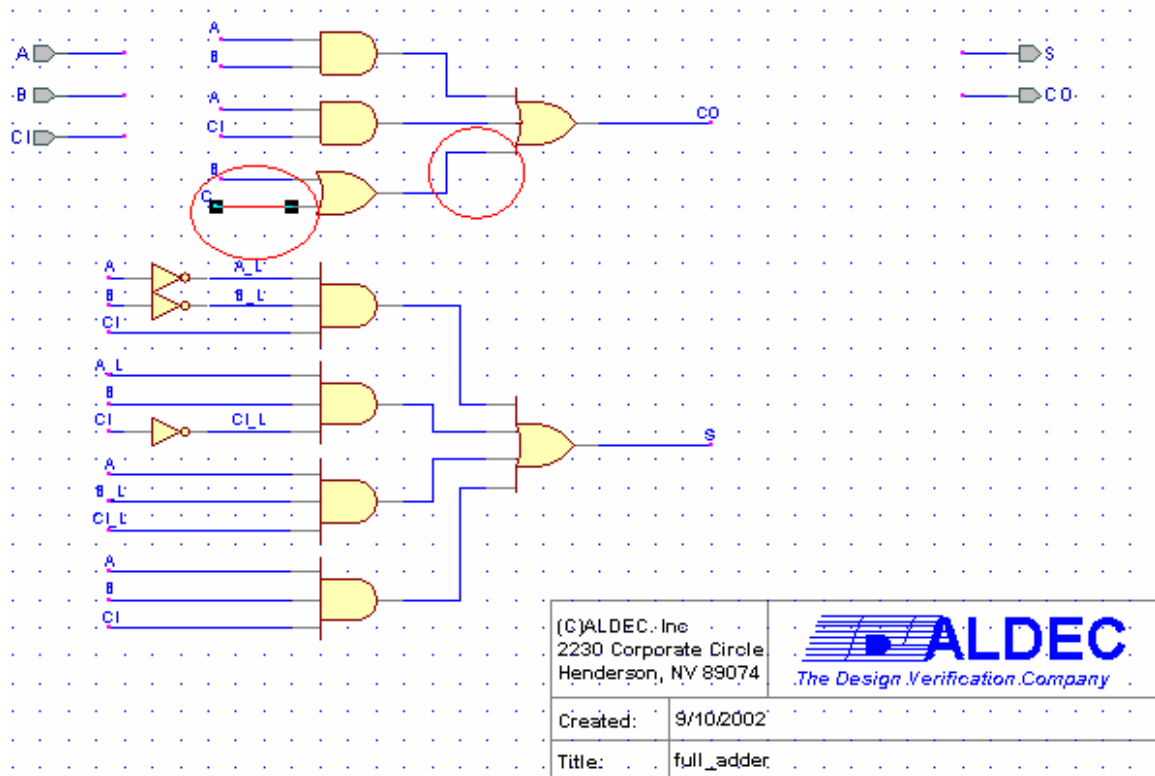 A
B
CI
A
B
A
CI
B
C
CO
S
CO
A
A_L
B
B_L
CI
A_L
B
CI
CI_L
A
B_L
CI_L
A
B
CI
S
(C)ALDEC. Inc
2230 Corporate Circle
Henderson, NV 89074
ALDEC
The Design Verification Company
Created: 9/10/2002
Title: full_adder